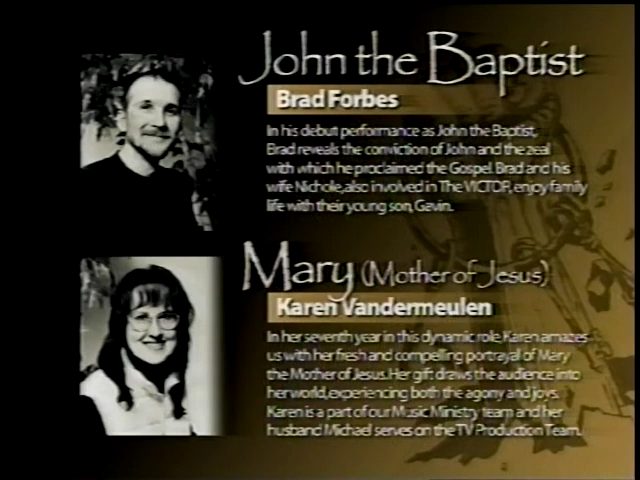 John the Baptist
Brad Forbes
In his debut performance as John the Baptist,
Brad reveals the conviction of John and the zeal
with which he proclaimed the Gospel. Brad and his
wife Nichole, also involved in The VICTOR, enjoy family
life with their young son, Gavin.
Mary (Mother of Jesus)
Karen Vandermeulen
In her seventh year in this dynamic role, Karen amazes
us with her fresh and compelling portrayal of Mary
the Mother of Jesus. Her gift draws the audience into
her world, experiencing both the agony and joys.
Karen is a part of our Music Ministry team and her
husband Michael serves on the TV Production Team.